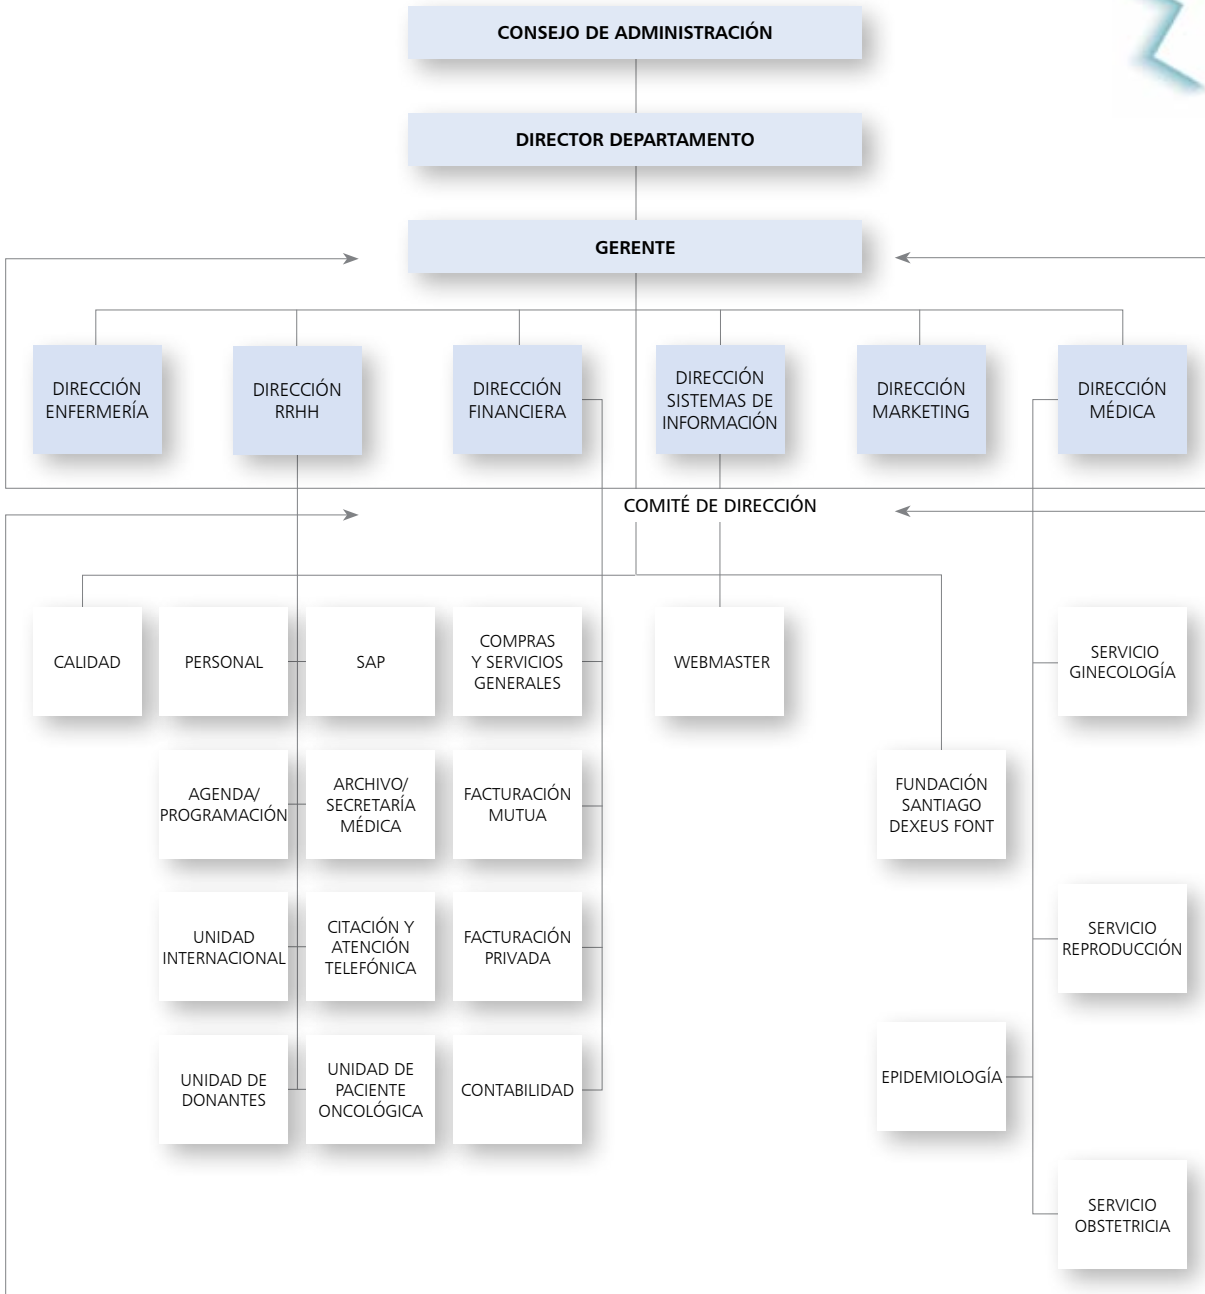 CONSEJO DE ADMINISTRACIÓN
DIRECTOR DEPARTAMENTO
GERENTE
DIRECCIÓN
ENFERMERÍA
DIRECCIÓN
RRHH
DIRECCIÓN
FINANCIERA
DIRECCIÓN
SISTEMAS DE
INFORMACIÓN
DIRECCIÓN
MARKETING
DIRECCIÓN
MÉDICA
COMITÉ DE DIRECCIÓN
CALIDAD
PERSONAL
SAP
COMPRAS
Y SERVICIOS
GENERALES
WEBMASTER
SERVICIO
GINECOLOGÍA
AGENDA/
PROGRAMACIÓN
ARCHIVO/
SECRETARÍA
MÉDICA
FACTURACIÓN
MUTUA
FUNDACIÓN
SANTIAGO
DEXEUS FONT
UNIDAD
INTERNACIONAL
CITACIÓN Y
ATENCIÓN
TELEFÓNICA
FACTURACIÓN
PRIVADA
SERVICIO
REPRODUCCIÓN
UNIDAD DE
DONANTES
UNIDAD DE
PACIENTE
ONCOLÓGICA
CONTABILIDAD
EPIDEMIOLOGÍA
SERVICIO
OBSTETRICIA